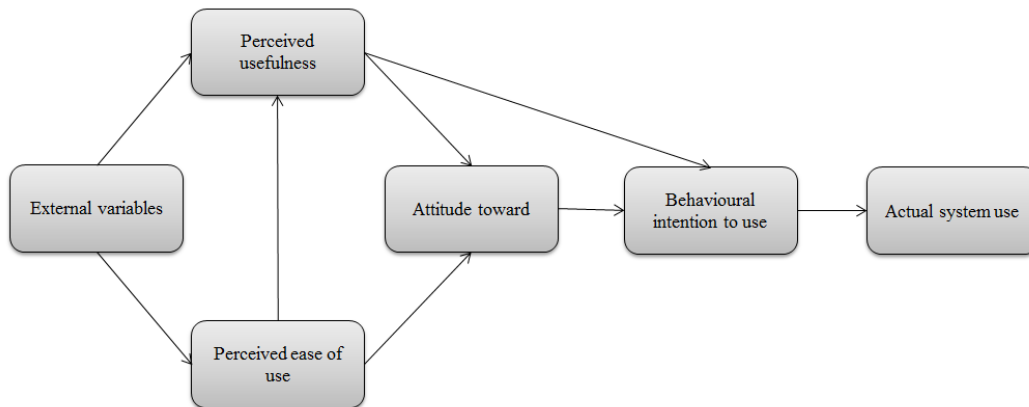 Perceived
usefulness
External variables
Attitude toward
Behavioural
intention to use
Actual system use
Perceived ease of
use